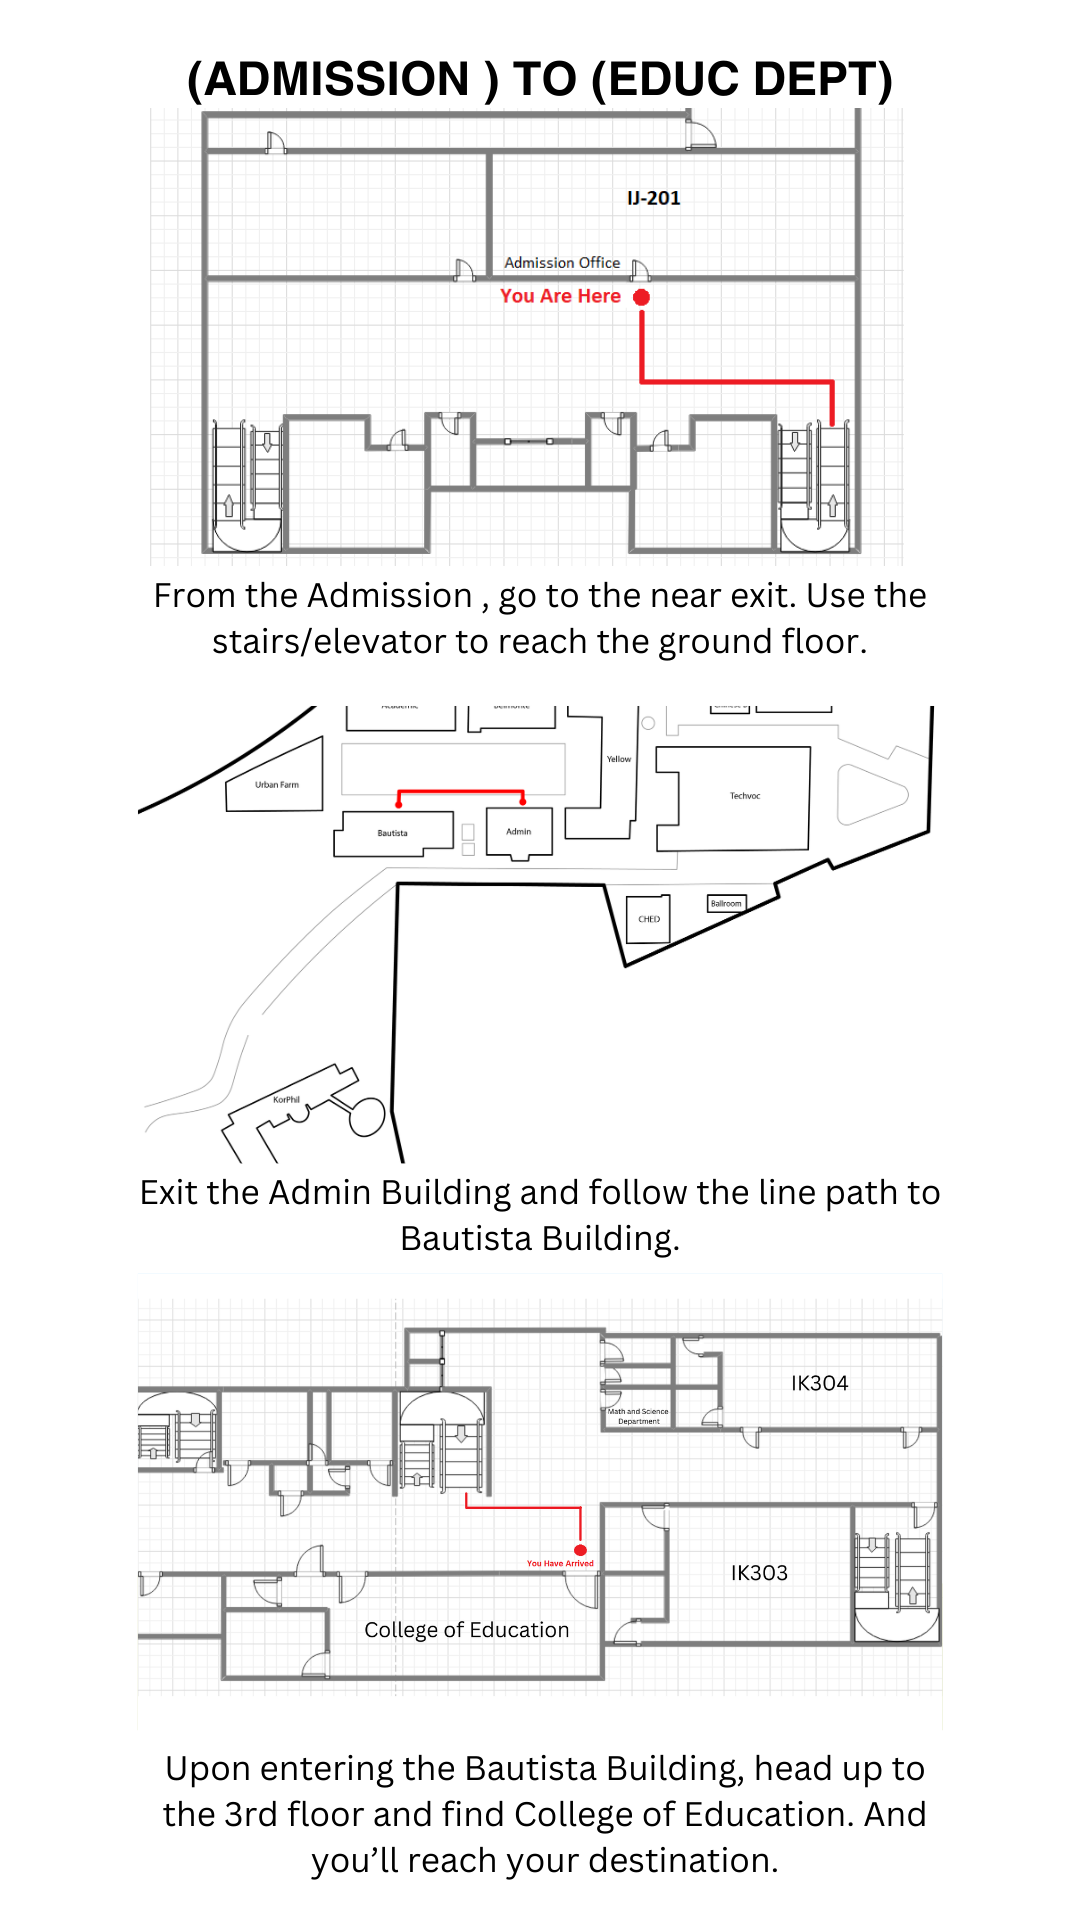 (ADMISSION ) TO (EDUC DEPT)
IJ-201
Admission Office
You Are Here
From the Admission , go to the near exit. Use the
stairs/elevator to reach the ground floor.
Academic
Belmonte
Yellow
Urban Farm
Techvoc
Bautista
Admin
Ballroom
CHED
KorPhil
Exit the Admin Building and follow the line path to
Bautista Building.
IK304
Math and Science
Department
You Have Arrived
IK303
College of Education
Upon entering the Bautista Building, head up to
the 3rd floor and find College of Education. And
you’ll reach your destination.